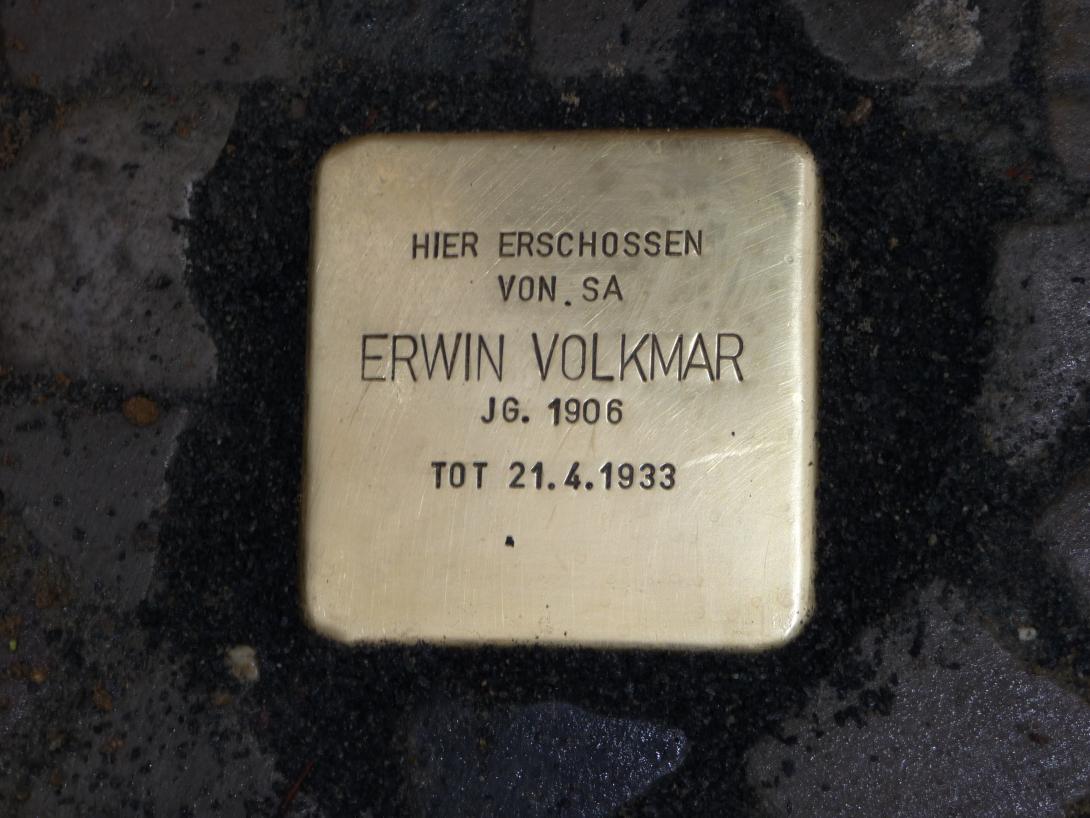 HIER ERSCHOSSEN
VON SA
ERWIN VOLKMAR
JG. 1906
TOT 21.4.1933